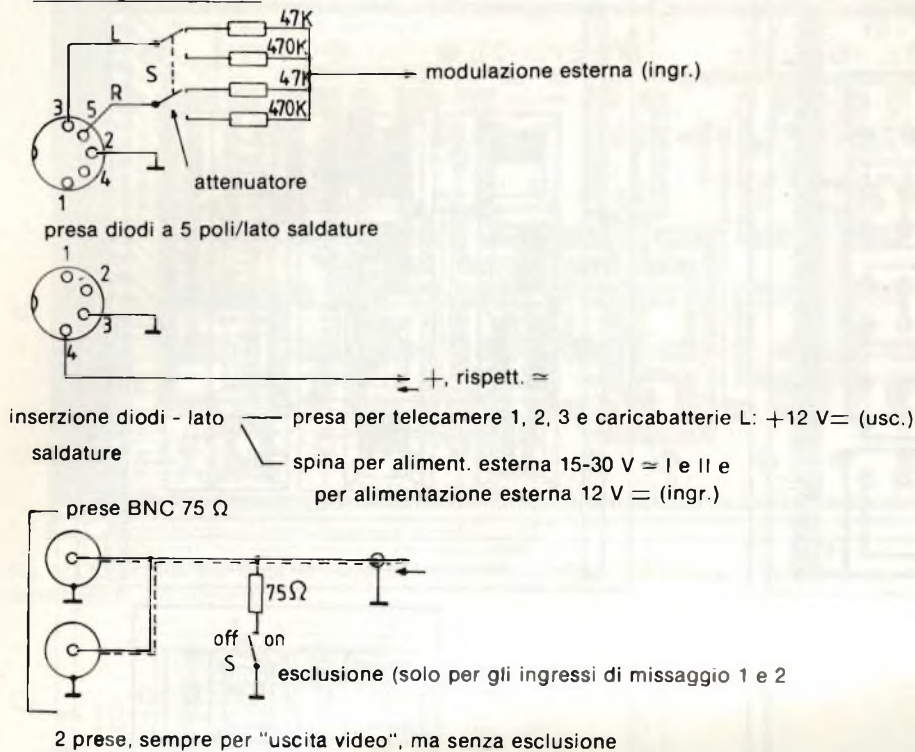 47K
L
470K
S
47K
modulazione esterna (ingr.)
R
470K
3
5
2
4
attenuatore
1
presa diodi a 5 poli/lato saldature
1
2
3
4
+, rispett. ≃
inserzione diodi - lato
saldature
presa per telecamere 1, 2, 3 e caricabatterie L: +12 V= (usc.)
spina per aliment. esterna 15-30 V ≃ I e II e
per alimentazione esterna 12 V = (ingr.)
prese BNC 75 Ω
75Ω
off on
S
esclusione (solo per gli ingressi di missaggio 1 e 2
2 prese, sempre per "uscita video", ma senza esclusione